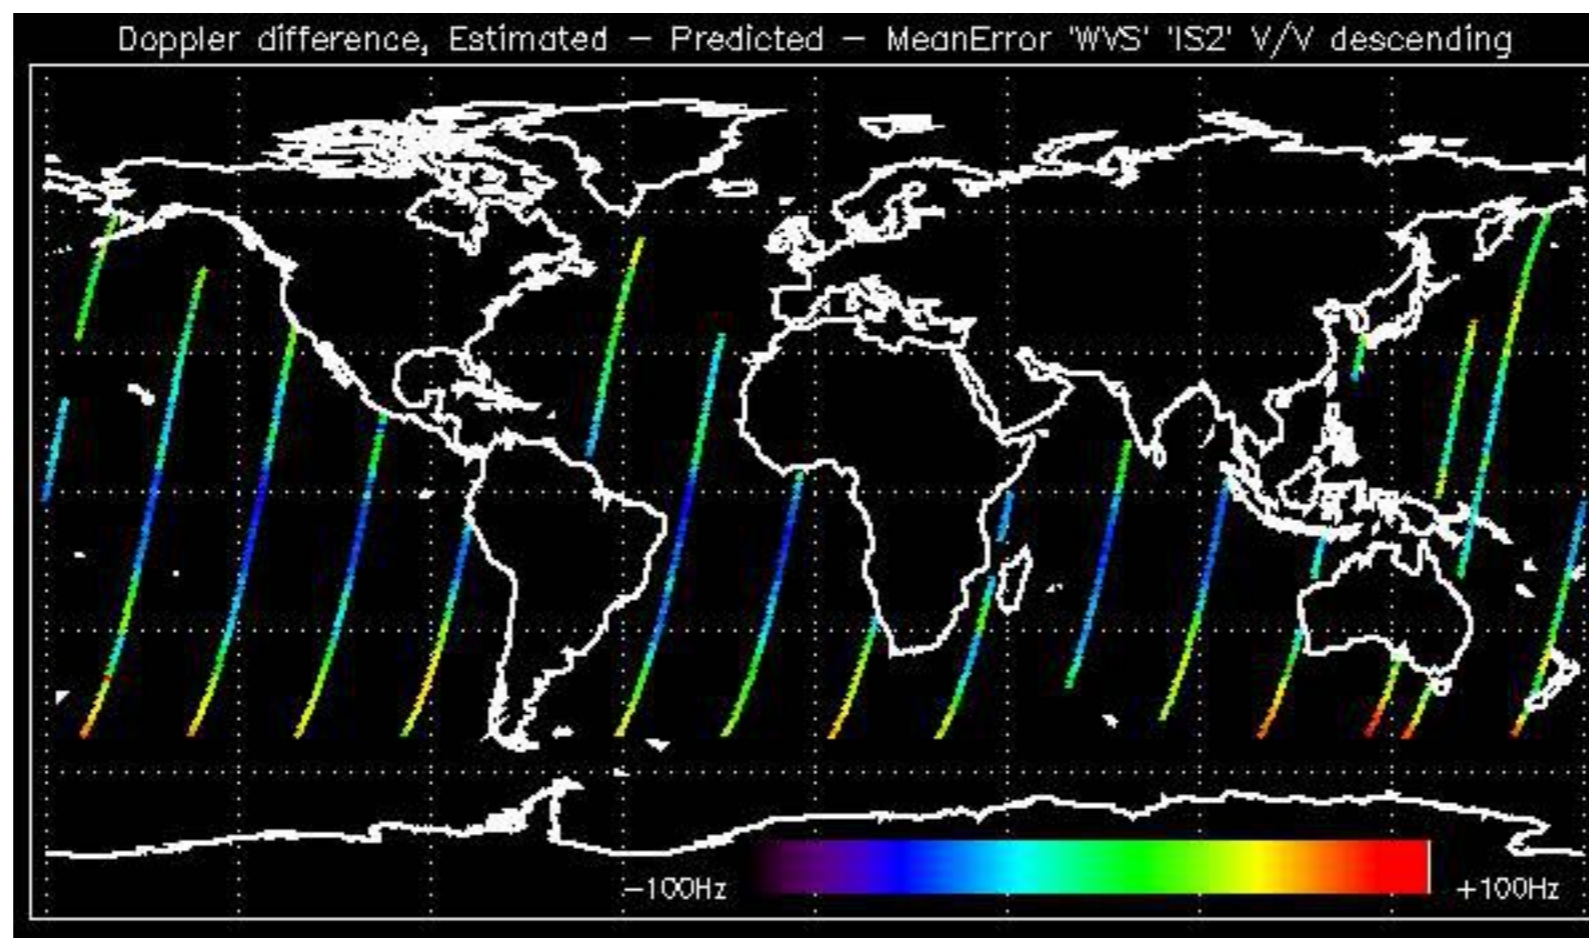 Doppler difference, Estimated – Predicted – MeanError 'WVS' 'IS2' V/V descending
-100Hz
+100Hz